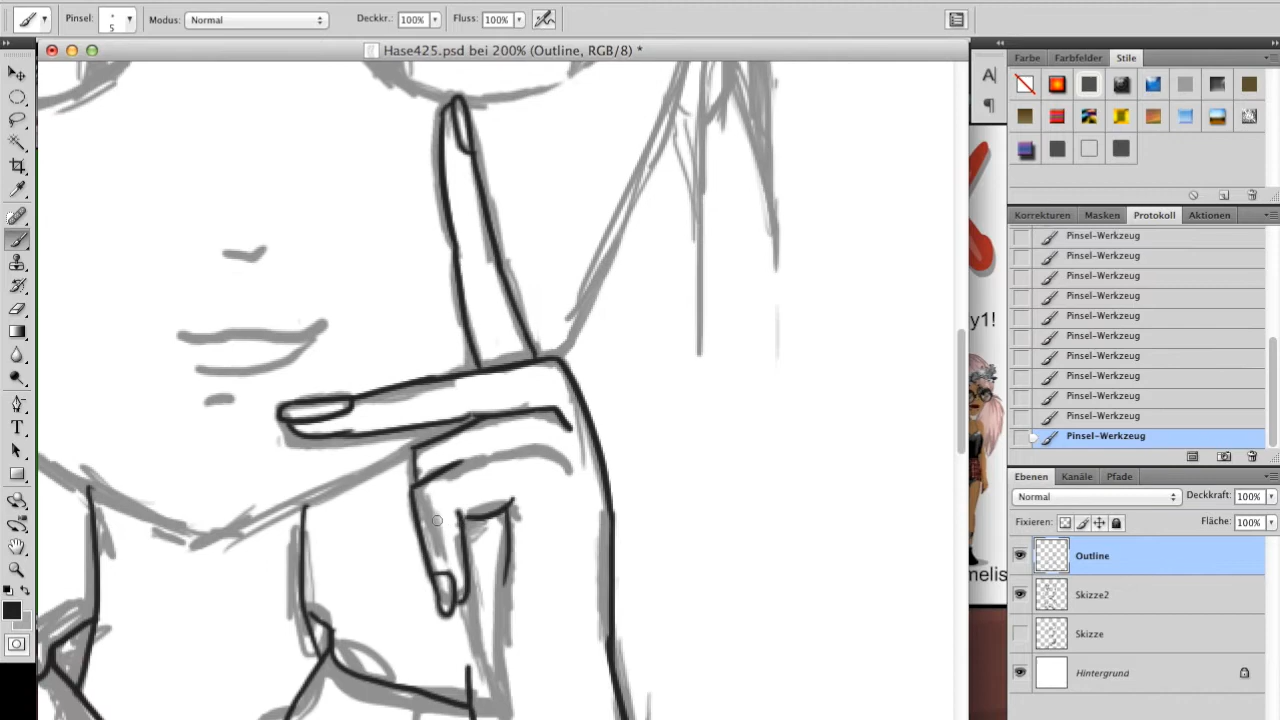 Pinsel: 5 Modus: Normal Deckkr.: 100% Fluss: 100%
Hase425.psd bei 200% (Outline, RGB/8) *
Farbe Farbfelder Stile
A
¶
T
y1!
melis
Korrekturen Masken Protokoll Aktionen
Pinsel-Werkzeug
Pinsel-Werkzeug
Pinsel-Werkzeug
Pinsel-Werkzeug
Pinsel-Werkzeug
Pinsel-Werkzeug
Pinsel-Werkzeug
Pinsel-Werkzeug
Pinsel-Werkzeug
Pinsel-Werkzeug
Pinsel-Werkzeug
Ebenen Kanäle Pfade
Normal Deckkraft: 100%
Fixieren: Fläche: 100%
Outline
Skizze2
Skizze
Hintergrund